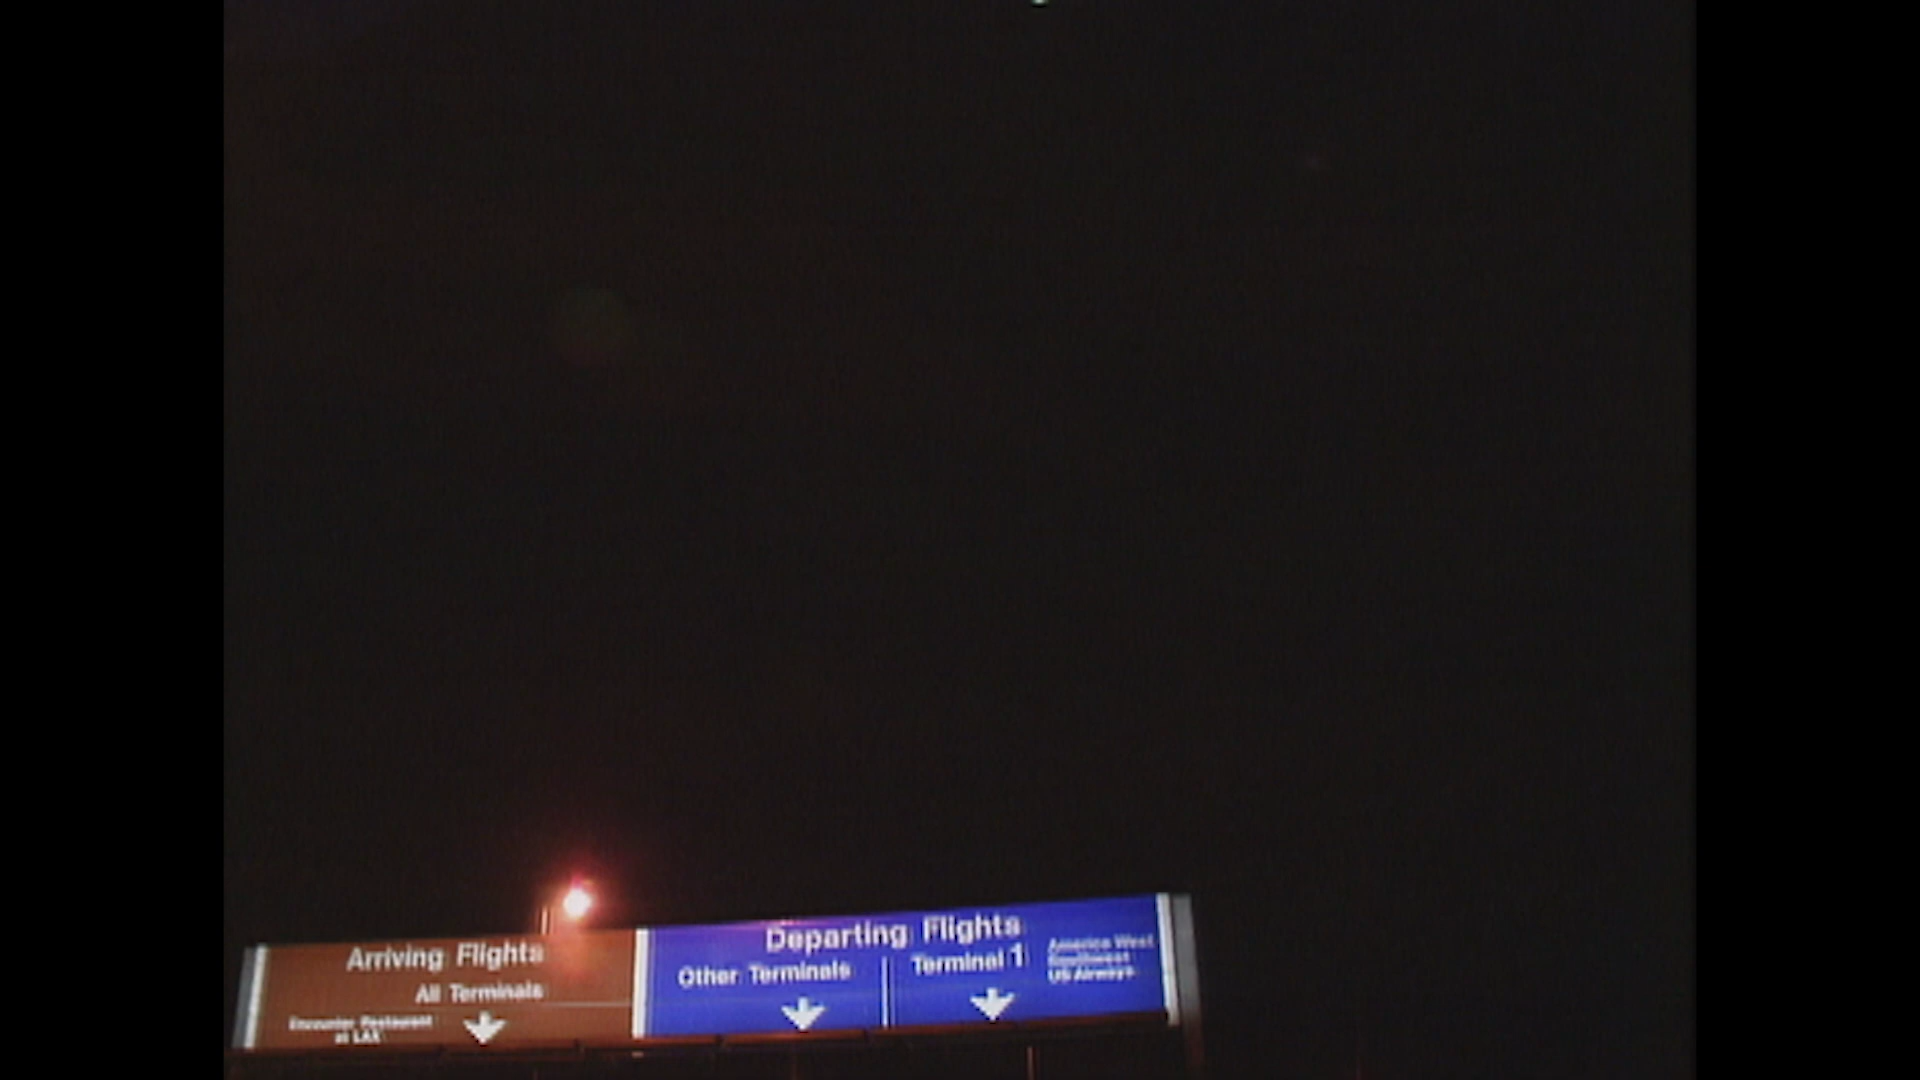 Arriving Flights
All Terminals
Encounter Restaurant
at LAX
Departing Flights
Other Terminals
Terminal 1
America West
Southwest
US Airways